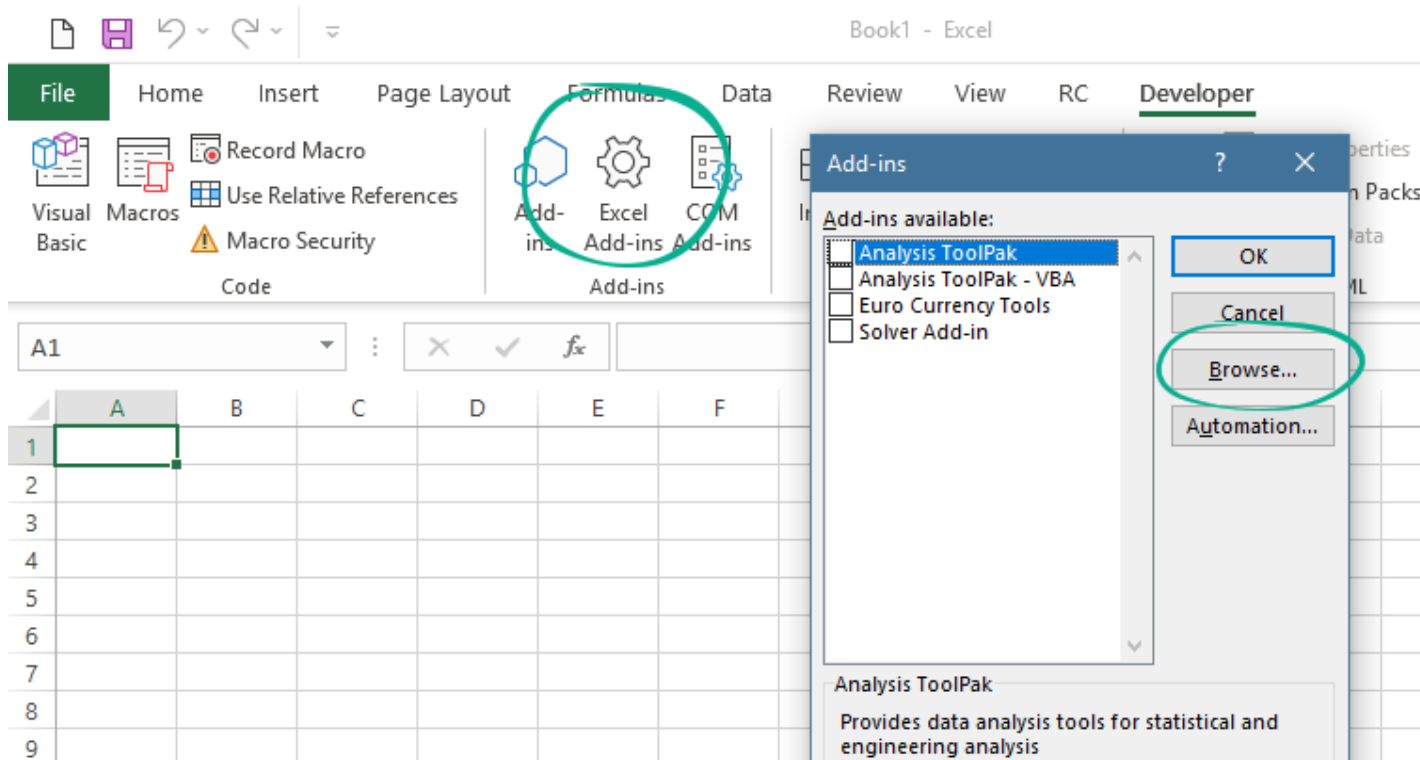 Book1 - Excel
File Home Insert Page Layout Formulas Data Review View RC Developer
Visual Basic
Macros
Record Macro
Use Relative References
Macro Security
Code
Add-ins
Excel Add-ins
COM Add-ins
Add-ins
Add-ins ? ×
Add-ins available:
Analysis ToolPak
Analysis ToolPak - VBA
Euro Currency Tools
Solver Add-in
OK
Cancel
Browse...
Automation...
Packs
A1
fx
A B C D E F
1
2
3
4
5
6
7
8
9
Analysis ToolPak
Provides data analysis tools for statistical and
engineering analysis